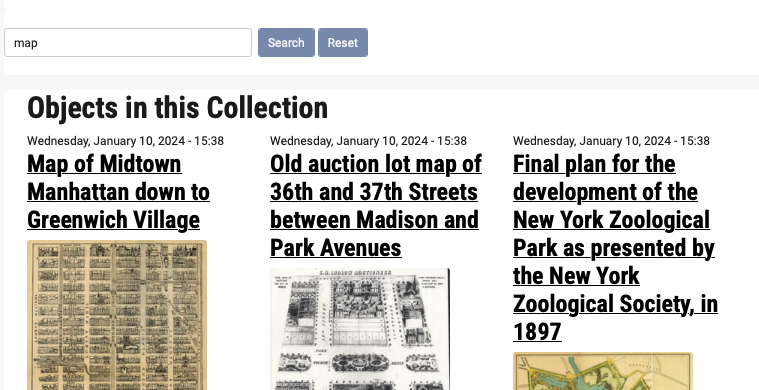 map
Search
Reset
Objects in this Collection
Wednesday, January 10, 2024 - 15:38
Map of Midtown
Manhattan down to
Greenwich Village
Wednesday, January 10, 2024 - 15:38
Old auction lot map of
36th and 37th Streets
between Madison and
Park Avenues
Wednesday, January 10, 2024 - 15:38
Final plan for the
development of the
New York Zoological
Park as presented by
the New York
Zoological Society, in
1897